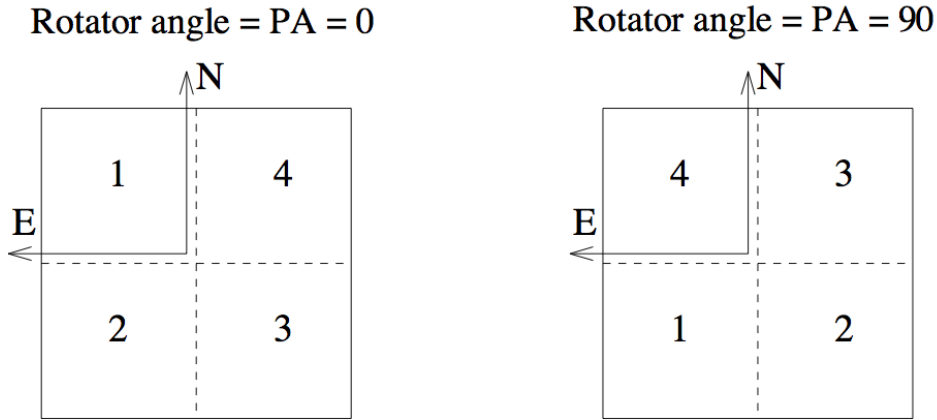 Rotator angle = PA = 0
N
1 4
E
2 3
Rotator angle = PA = 90
N
4 3
E
1 2